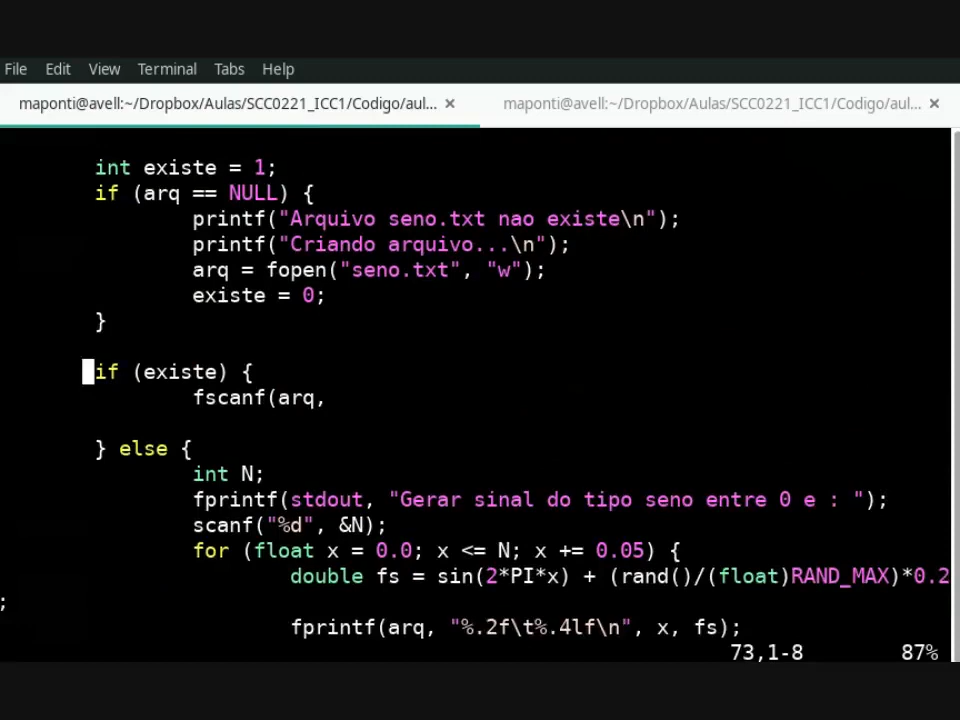 File Edit View Terminal Tabs Help
maponti@avell:~/Dropbox/Aulas/SCC0221_ICC1/Codigo/aul... × maponti@avell:~/Dropbox/Aulas/SCC0221_ICC1/Codigo/aul... ×
int existe = 1;
if (arq == NULL) {
printf("Arquivo seno.txt nao existe\n");
printf("Criando arquivo...\n");
arq = fopen("seno.txt", "w");
existe = 0;
}
if (existe) {
fscanf(arq,
} else {
int N;
fprintf(stdout, "Gerar sinal do tipo seno entre 0 e : ");
scanf("%d", &N);
for (float x = 0.0; x <= N; x += 0.05) {
double fs = sin(2*PI*x) + (rand()/(float)RAND_MAX)*0.2
;
fprintf(arq, "%.2f\t%.4lf\n", x, fs);
73,1-8 87%